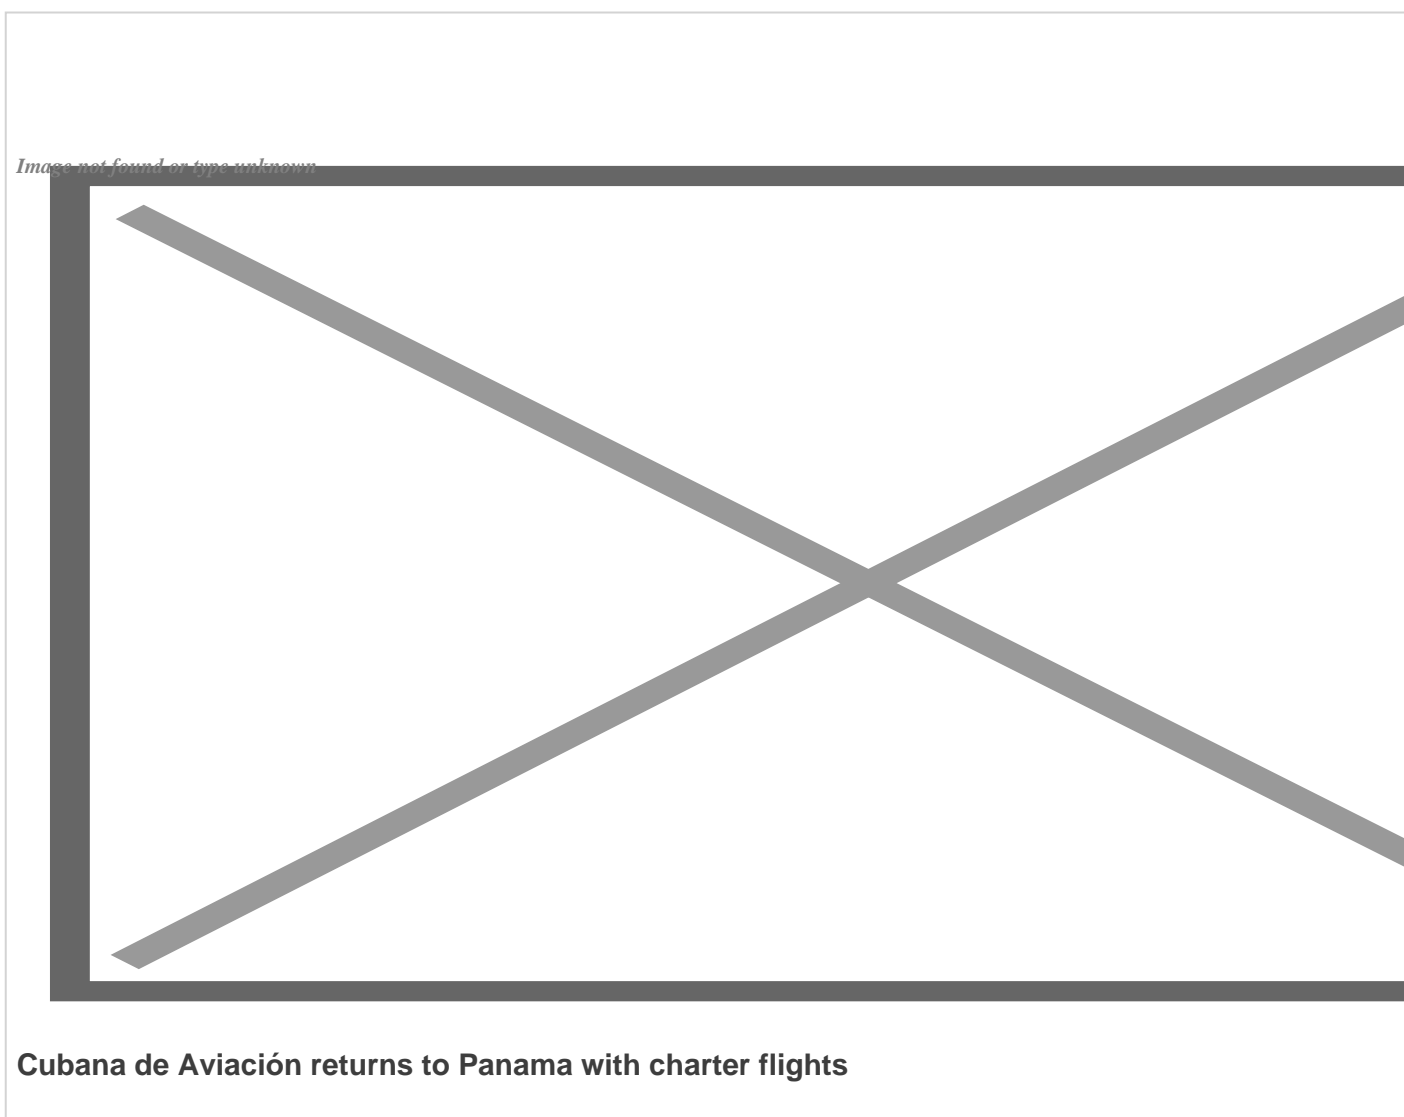 Image not found or type unknown
Cubana de Aviación returns to Panama with charter flights